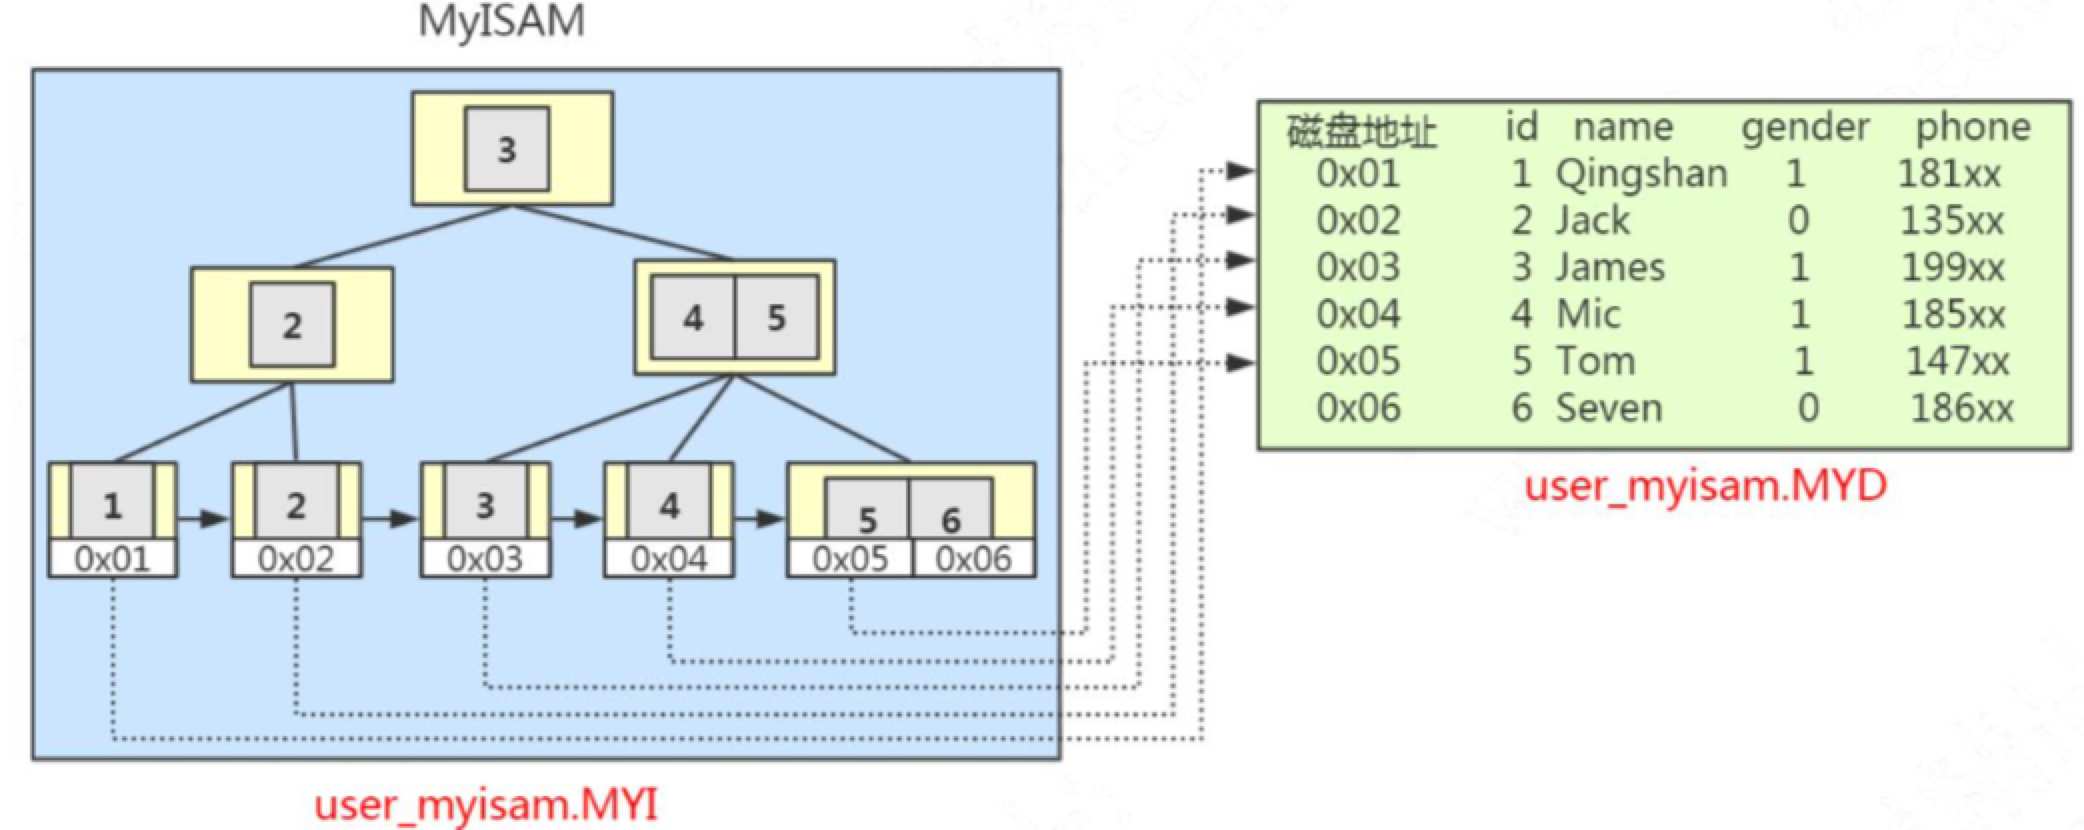 MyISAM
3
2
4 5
1 2 3 4 5 6
0x01 0x02 0x03 0x04 0x05 0x06
user_myisam.MYI
磁盘地址 id name gender phone
0x01 1 Qingshan 1 181xx
0x02 2 Jack 0 135xx
0x03 3 James 1 199xx
0x04 4 Mic 1 185xx
0x05 5 Tom 1 147xx
0x06 6 Seven 0 186xx
user_myisam.MYD